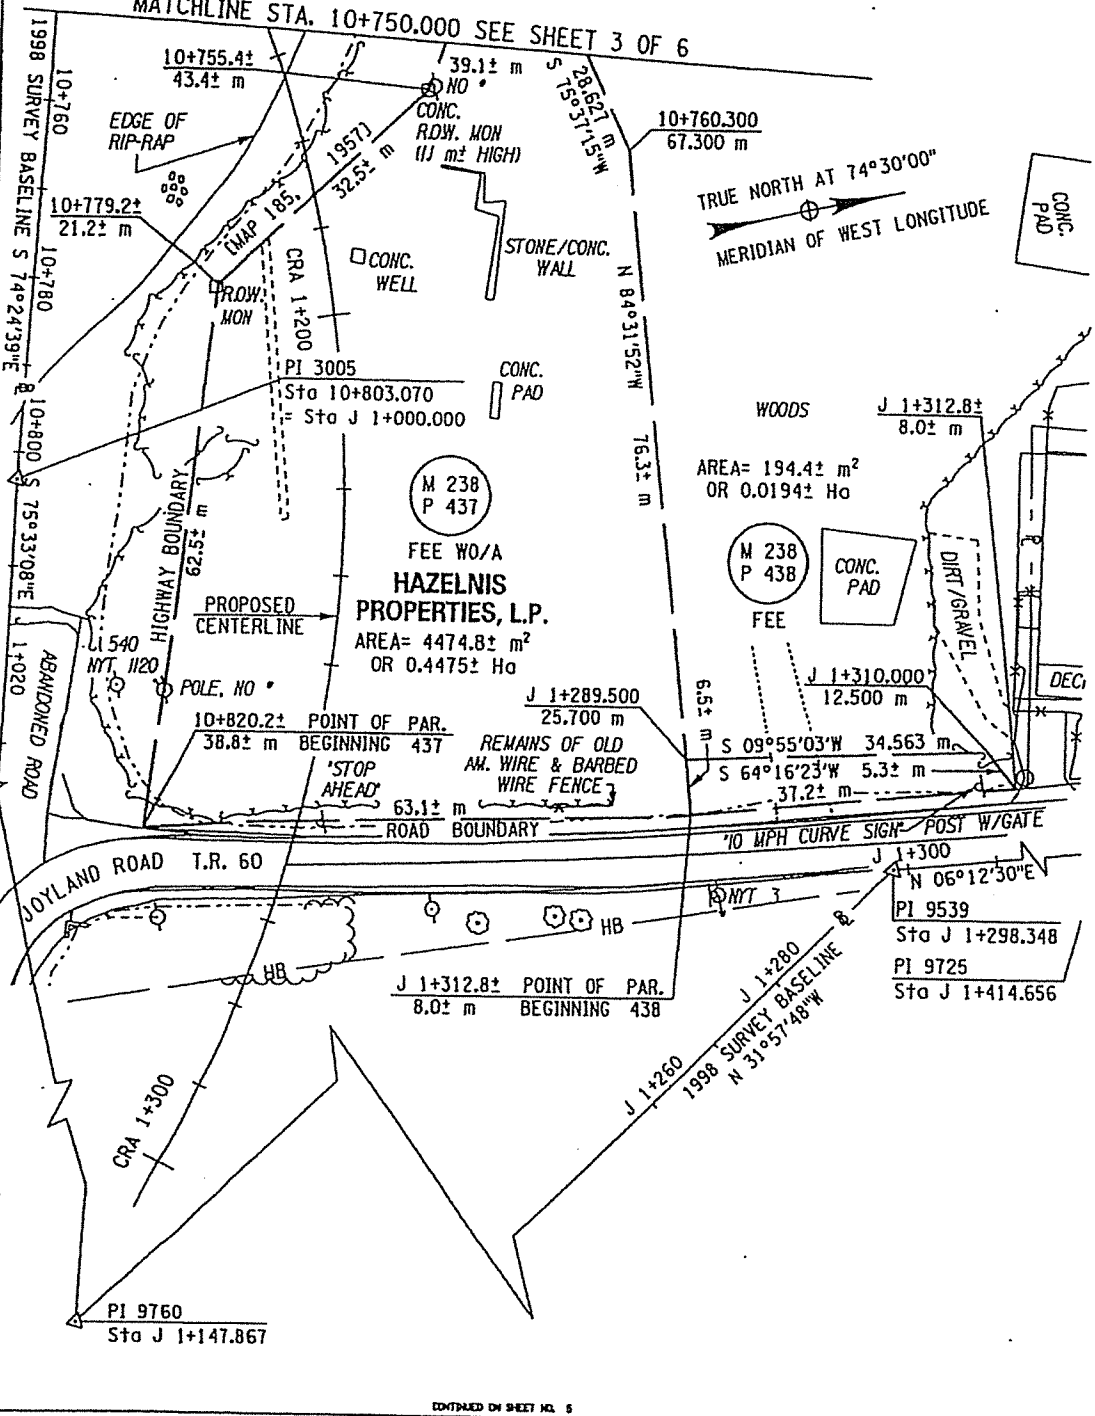 MATCHLINE STA. 10+750.000 SEE SHEET 3 OF 6
1998 SURVEY BASELINE S 74°24'39"E
10+760
10+780
10+800
S 75°33'08"E
J 1+020
10+755.4±
43.4± m
39.1± m
NO
CONC.
R.O.W. MON
(1.1 m± HIGH)
S 75°37'15"W
28.627 m
10+760.300
67.300 m
EDGE OF
RIP-RAP
(MAP 185, 1957)
32.5± m
10+779.2±
21.2± m
R.O.W.
MON
CRA 1+200
CONC.
WELL
STONE/CONC.
WALL
TRUE NORTH AT 74°30'00"
MERIDIAN OF WEST LONGITUDE
CONC.
PAD
N 84°31'52"W
76.3± m
PI 3005
Sta 10+803.070
= Sta J 1+000.000
CONC.
PAD
WOODS
J 1+312.8±
8.0± m
AREA= 194.4± m²
OR 0.0194± Ha
M 238
P 437
FEE WO/A
HAZELNIS
PROPERTIES, L.P.
AREA= 4474.8± m²
OR 0.4475± Ha
M 238
P 438
FEE
CONC.
PAD
DIRT/GRAVEL
HIGHWAY BOUNDARY
62.5± m
PROPOSED
CENTERLINE
540
NYT 1120
POLE, NO
ABANDONED ROAD
10+820.2± POINT OF PAR.
38.8± m BEGINNING 437
J 1+289.500
25.700 m
6.5± m
J 1+310.000
12.500 m
DEC
"STOP
AHEAD"
REMAINS OF OLD
AM. WIRE & BARBED
WIRE FENCE
S 09°55'03"W 34.563 m
S 64°16'23"W 5.3± m
37.2± m
63.1± m
ROAD BOUNDARY
"10 MPH CURVE SIGN" POST W/GATE
JOYLAND ROAD T.R. 60
J 1+300
N 06°12'30"E
NYT 3
PI 9539
Sta J 1+298.348
PI 9725
Sta J 1+414.656
HB
HB
J 1+312.8± POINT OF PAR.
8.0± m BEGINNING 438
J 1+280
J 1+260
1998 SURVEY BASELINE
N 31°57'48"W
CRA 1+300
PI 9760
Sta J 1+147.867
CONTINUED ON SHEET NO. 5